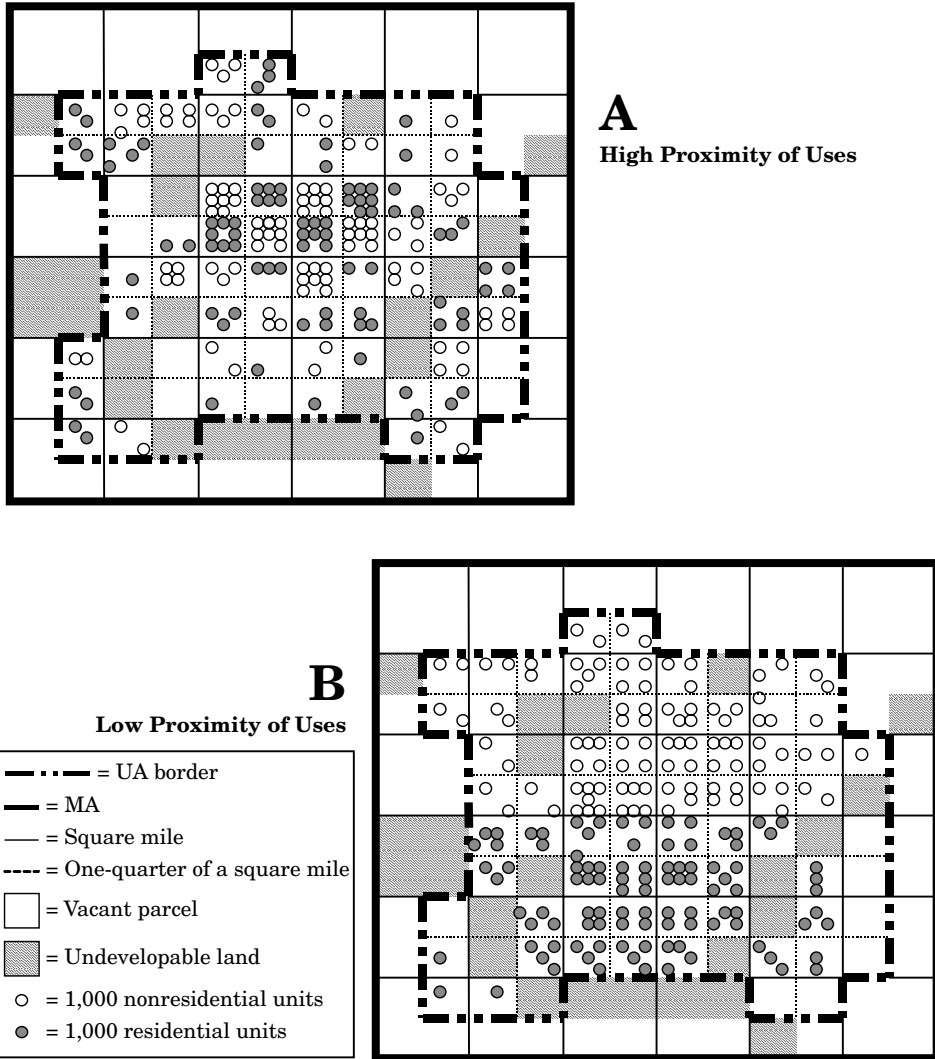 A
High Proximity of Uses
B
Low Proximity of Uses
= UA border
= MA
= Square mile
= One-quarter of a square mile
= Vacant parcel
= Undevelopable land
= 1,000 nonresidential units
= 1,000 residential units